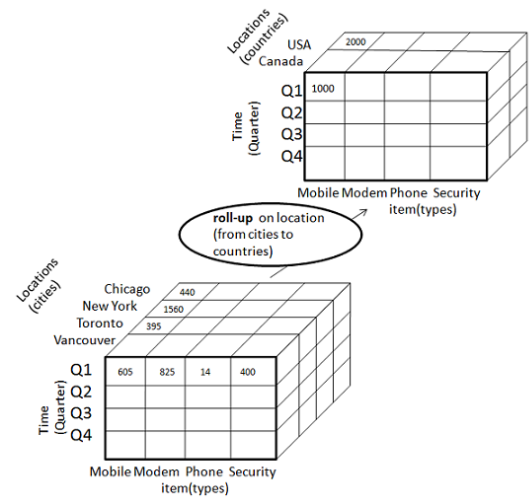 Locations
(countries)
USA
Canada
2000
Time
(Quarter)
Q1
Q2
Q3
Q4
1000
Mobile Modem Phone Security
item(types)
roll-up on location
(from cities to
countries)
Locations
(cities)
Chicago
New York
Toronto
Vancouver
440
1560
395
Time
(Quarter)
Q1
Q2
Q3
Q4
605 825 14 400
Mobile Modem Phone Security
item(types)